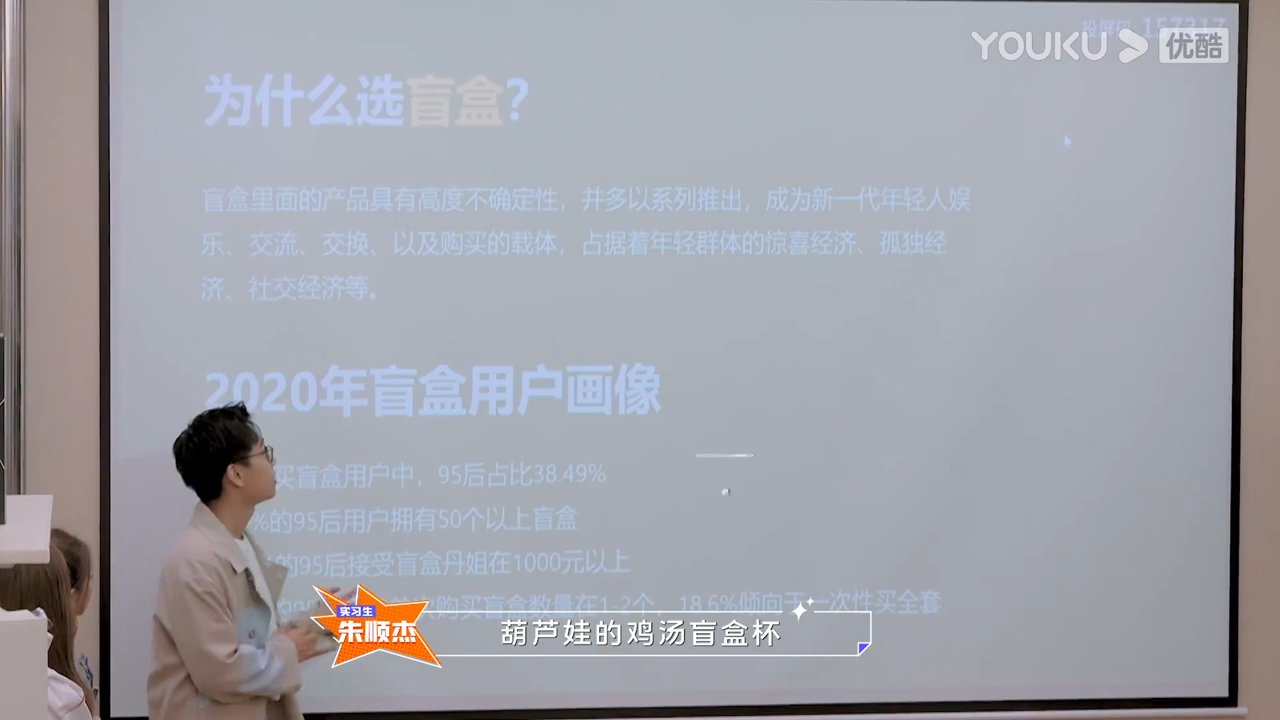 投屏码:157317
YOUKU 优酷
为什么选盲盒?
盲盒里面的产品具有高度不确定性，并多以系列推出，成为新一代年轻人娱
乐、交流、交换、以及购买的载体，占据着年轻群体的惊喜经济、孤独经
济、社交经济等。
2020年盲盒用户画像
买盲盒用户中，95后占比38.49%
%的95后用户拥有50个以上盲盒
的95后接受盲盒丹姐在1000元以上
购买盲盒数量在1-2个，18.6%倾向于一次性买全套
实习生
朱顺杰
葫芦娃的鸡汤盲盒杯